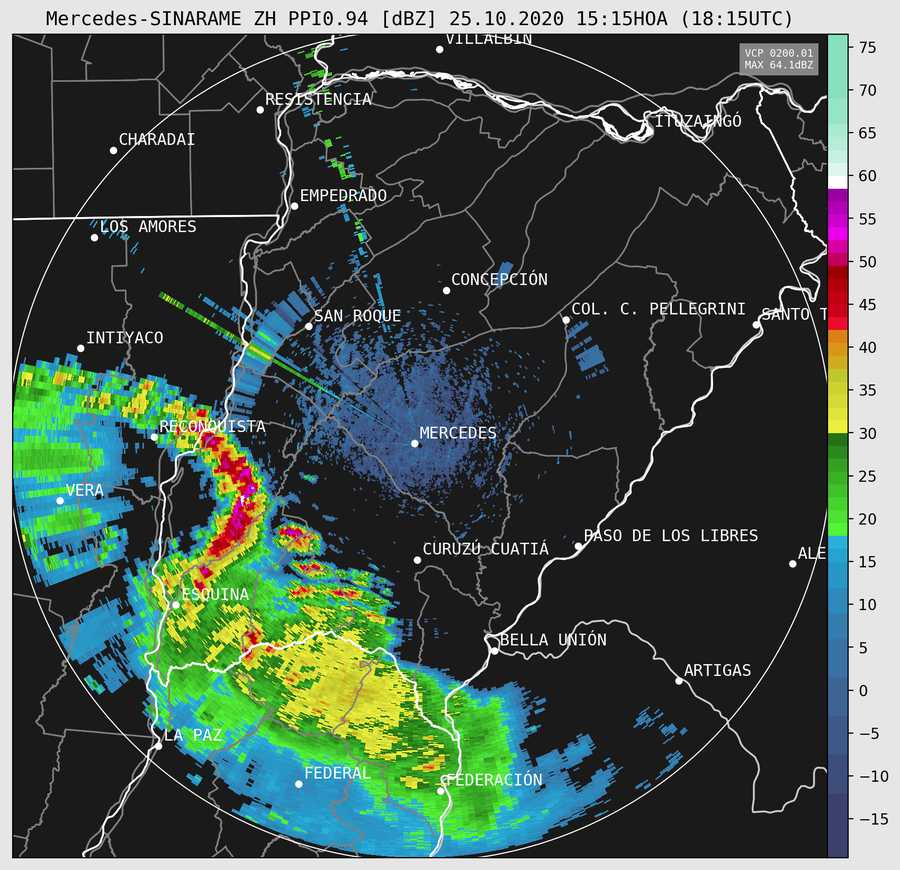 Mercedes-SINARAME ZH PPI0.94 [dBZ] 25.10.2020 15:15HOA (18:15UTC)
VILLALBIN
VCP 0200.01
MAX 64.1dBZ
RESISTENCIA
ITUZAINGÓ
CHARADAI
EMPEDRADO
LOS AMORES
CONCEPCIÓN
COL. C. PELLEGRINI
SANTO T
SAN ROQUE
INTIYACO
RECONQUISTA
MERCEDES
VERA
PASO DE LOS LIBRES
CURUZÚ CUATIÁ
ALE
ESQUINA
BELLA UNIÓN
ARTIGAS
LA PAZ
FEDERAL
FEDERACIÓN
75
70
65
60
55
50
45
40
35
30
25
20
15
10
5
0
−5
−10
−15